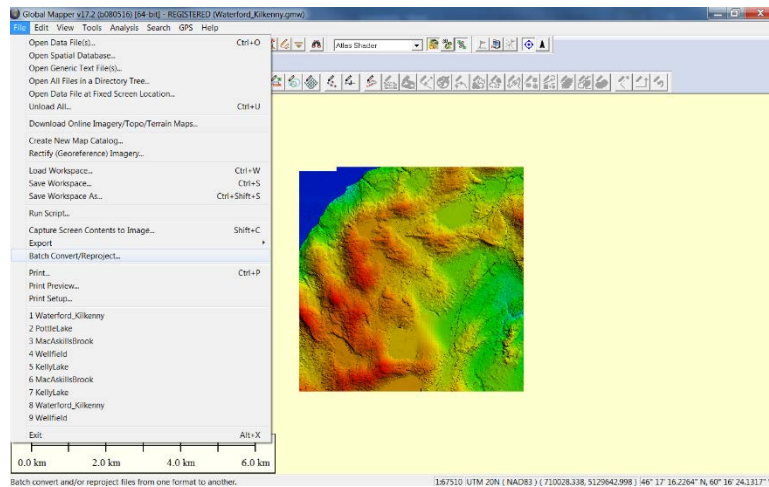 Global Mapper v17.2 (b080516) [64-bit] - REGISTERED (Waterford_Kilkenny.gmw)
File Edit View Tools Analysis Search GPS Help
Atlas Shader
Open Data File(s)... Ctrl+O
Open Spatial Database...
Open Generic Text File(s)...
Open All Files in a Directory Tree...
Open Data File at Fixed Screen Location...
Unload All... Ctrl+U
Download Online Imagery/Topo/Terrain Maps...
Create New Map Catalog...
Rectify (Georeference) Imagery...
Load Workspace... Ctrl+W
Save Workspace... Ctrl+S
Save Workspace As... Ctrl+Shift+S
Run Script...
Capture Screen Contents to Image... Shift+C
Export
Batch Convert/Reproject...
Print... Ctrl+P
Print Preview...
Print Setup...
1 Waterford_Kilkenny
2 PottleLake
3 MacAskillsBrook
4 Wellfield
5 KellyLake
6 MacAskillsBrook
7 KellyLake
8 Waterford_Kilkenny
9 Wellfield
Exit Alt+X
0.0 km 2.0 km 4.0 km 6.0 km
Batch convert and/or reproject files from one format to another. 1:67510 UTM 20N ( NAD83 ) ( 710028.338, 5129642.998 ) 46° 17' 16.2264" N, 60° 16' 24.1317"